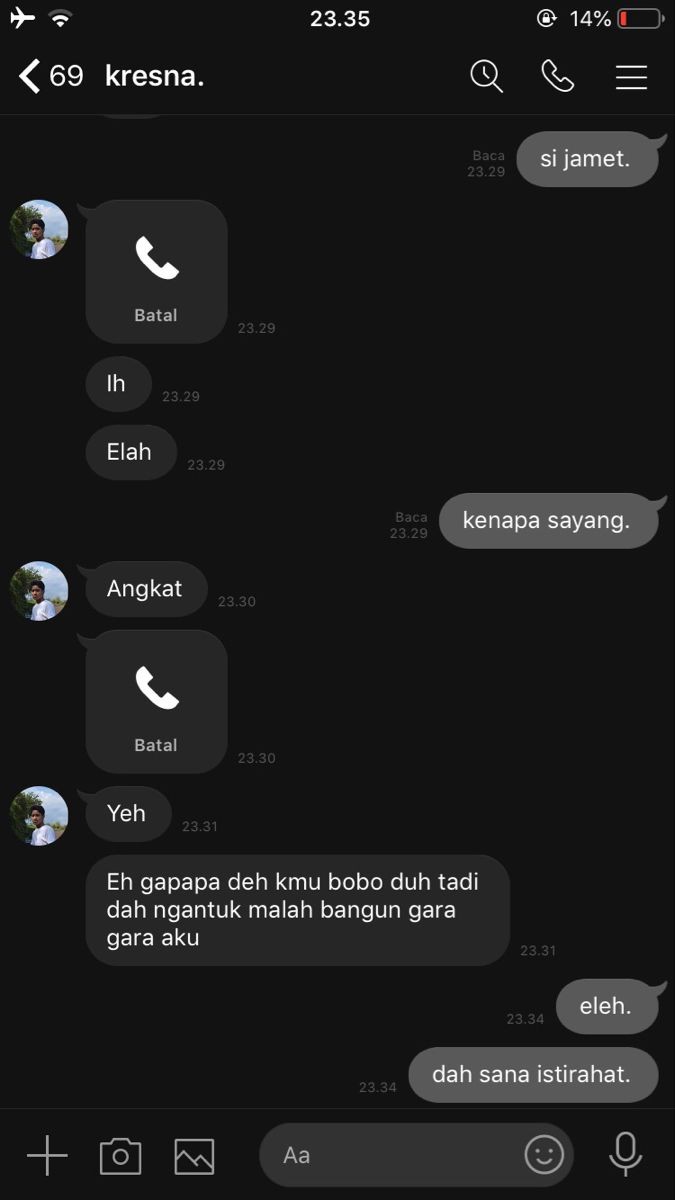 23.35
14%
69 kresna.
Baca
23.29
si jamet.
Batal
23.29
Ih
23.29
Elah
23.29
Baca
23.29
kenapa sayang.
Angkat
23.30
Batal
23.30
Yeh
23.31
Eh gapapa deh kmu bobo duh tadi
dah ngantuk malah bangun gara
gara aku
23.31
23.34
eleh.
23.34
dah sana istirahat.
Aa